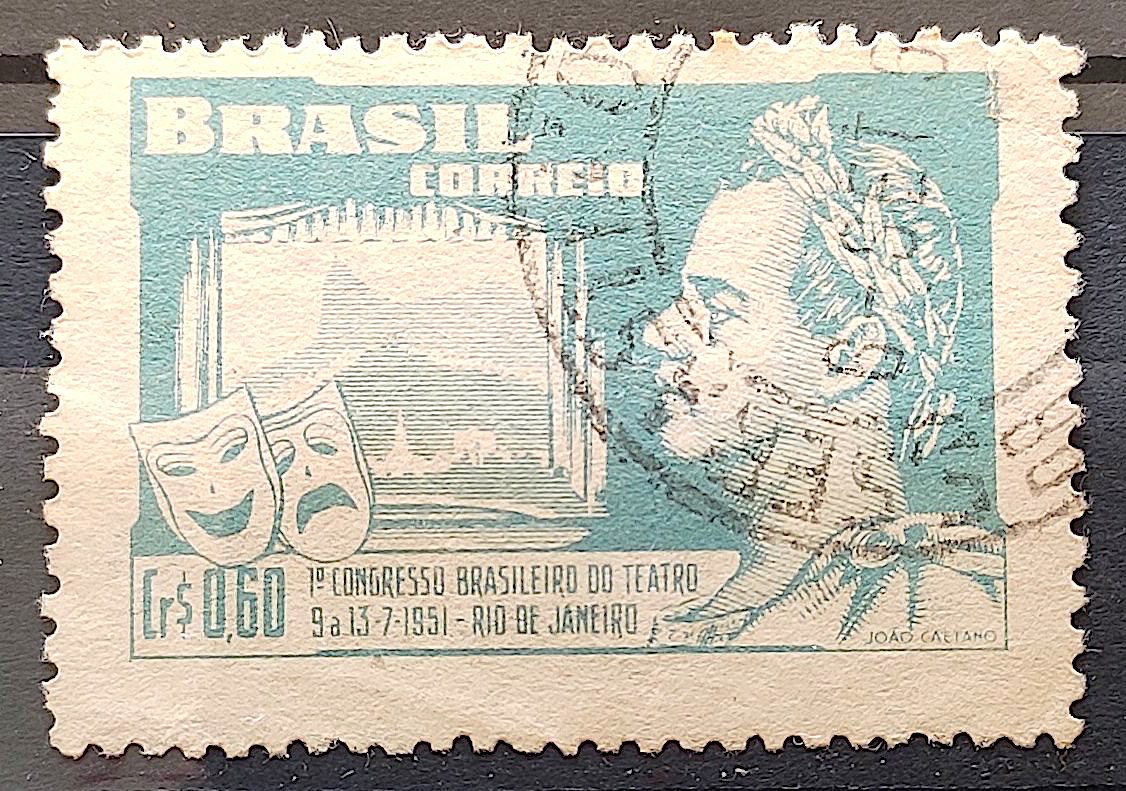 BRASIL
CORREIO
Cr$ 0,60
1º CONGRESSO BRASILEIRO DO TEATRO
9 a 13-7-1951 - RIO DE JANEIRO
JOÃO CAETANO